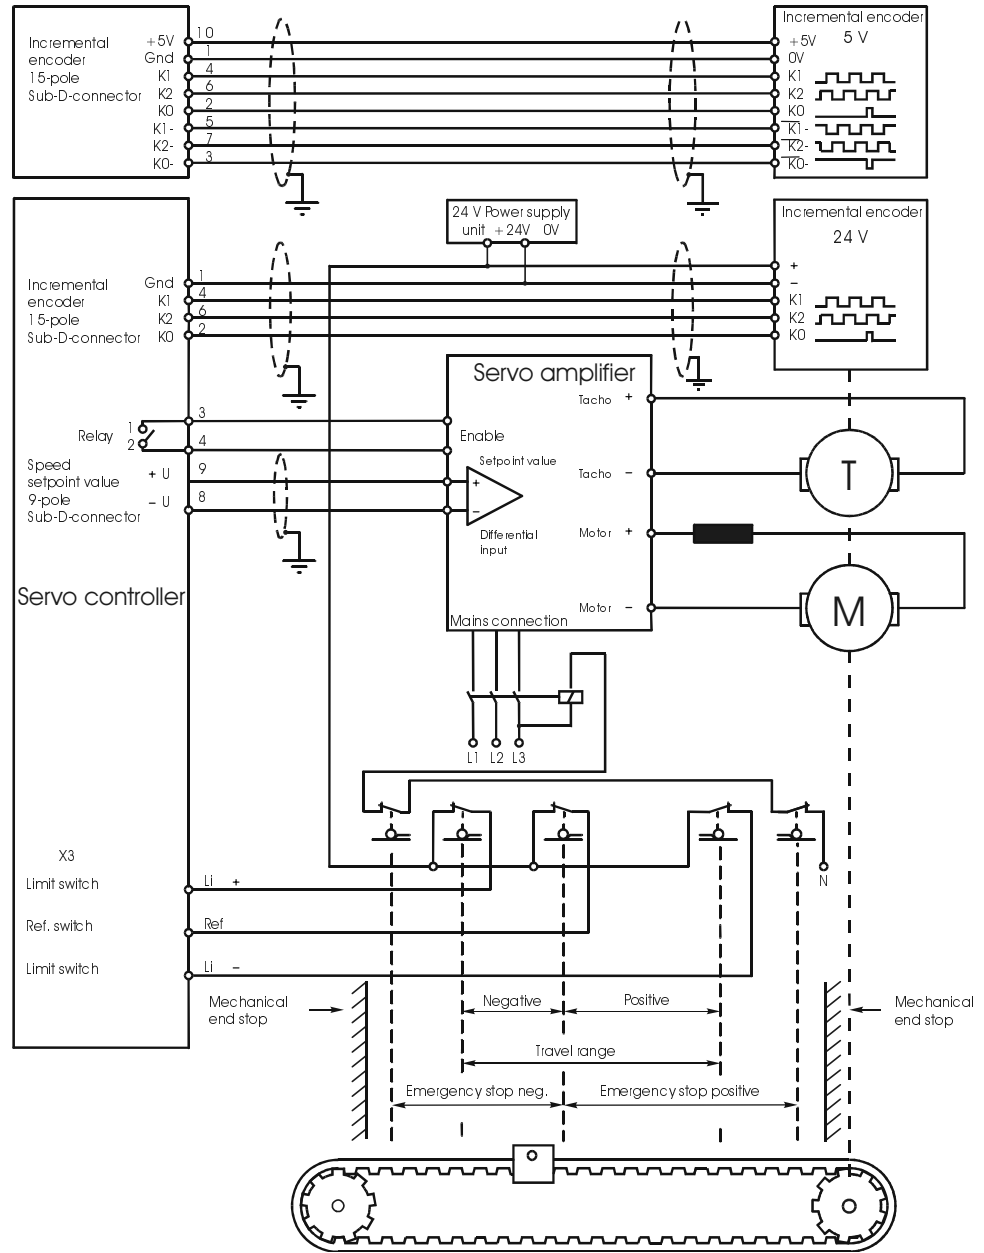 Incremental
encoder
15-pole
Sub-D-connector
+5V 10
Gnd 1
K1 4
K2 6
K0 2
K1- 5
K2- 7
K0- 3
Incremental encoder
5 V
+5V
0V
K1
K2
K0
K1-
K2-
K0-
24 V Power supply
unit +24V 0V
Incremental encoder
24 V
+
−
K1
K2
K0
Incremental
encoder
15-pole
Sub-D-connector
Gnd 1
K1 4
K2 6
K0 2
Servo amplifier
Tacho +
Tacho −
Motor +
Motor −
Enable
Setpoint value
+
−
Differential
input
Mains connection
T
M
Relay 1
2
3
4
Speed
setpoint value
9-pole
Sub-D-connector
+ U 9
− U 8
Servo controller
L1 L2 L3
N
X3
Limit switch Li +
Ref. switch Ref
Limit switch Li −
Mechanical
end stop
Negative Positive
Mechanical
end stop
Travel range
Emergency stop neg. Emergency stop positive